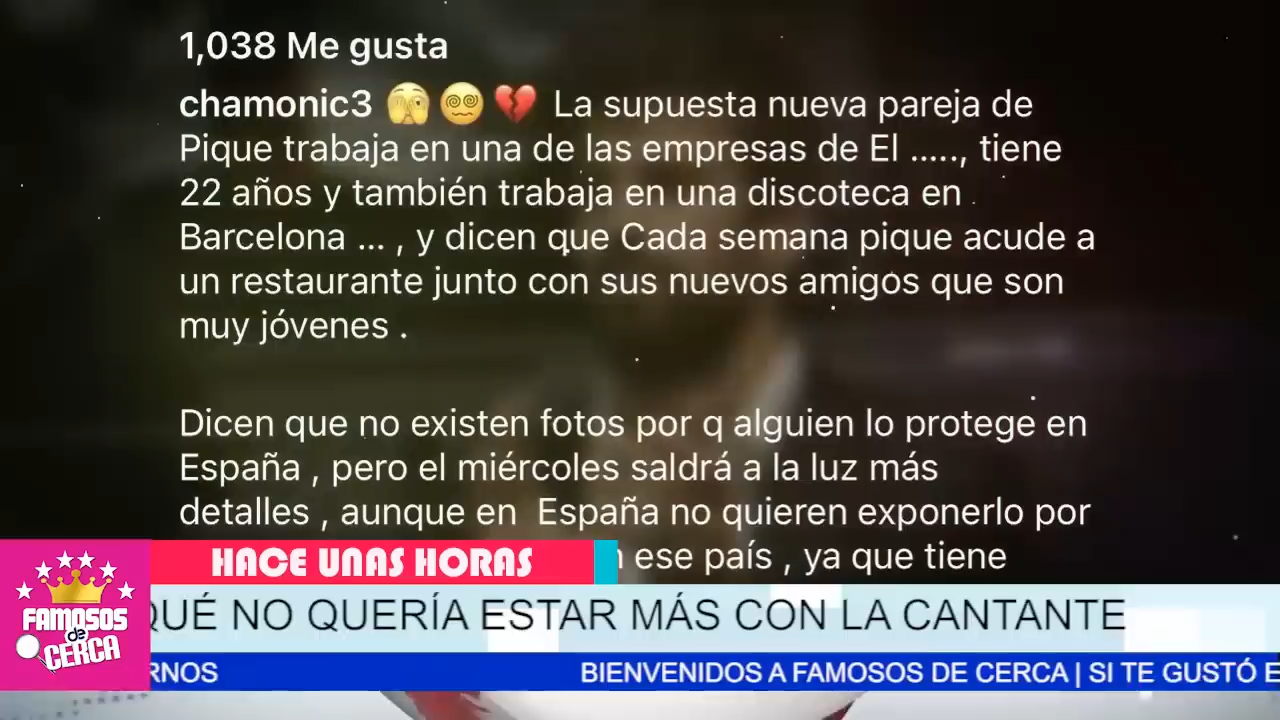 1,038 Me gusta
chamonic3 🫣😵‍💫💔 La supuesta nueva pareja de
Pique trabaja en una de las empresas de El ....., tiene
22 años y también trabaja en una discoteca en
Barcelona ... , y dicen que Cada semana pique acude a
un restaurante junto con sus nuevos amigos que son
muy jóvenes .
Dicen que no existen fotos por q alguien lo protege en
España , pero el miércoles saldrá a la luz más
detalles , aunque en  España no quieren exponerlo por
ese país , ya que tiene
HACE UNAS HORAS
QUÉ NO QUERÍA ESTAR MÁS CON LA CANTANTE
FAMOSOS
de
CERCA
RNOS
BIENVENIDOS A FAMOSOS DE CERCA | SI TE GUSTÓ E